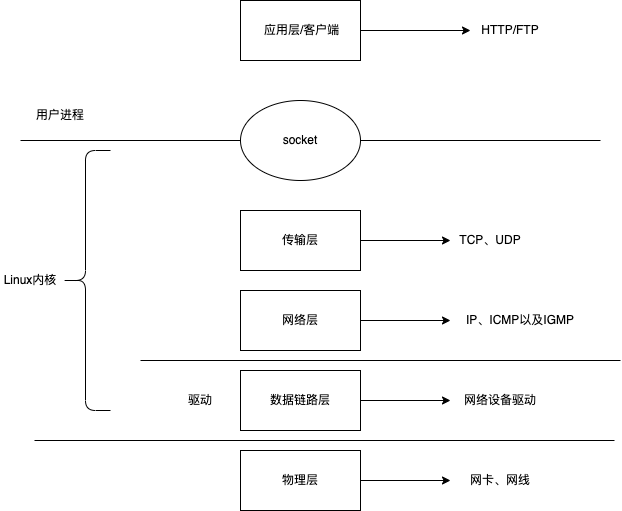 应用层/客户端
HTTP/FTP
用户进程
socket
传输层
TCP、UDP
Linux内核
网络层
IP、ICMP以及IGMP
驱动
数据链路层
网络设备驱动
物理层
网卡、网线